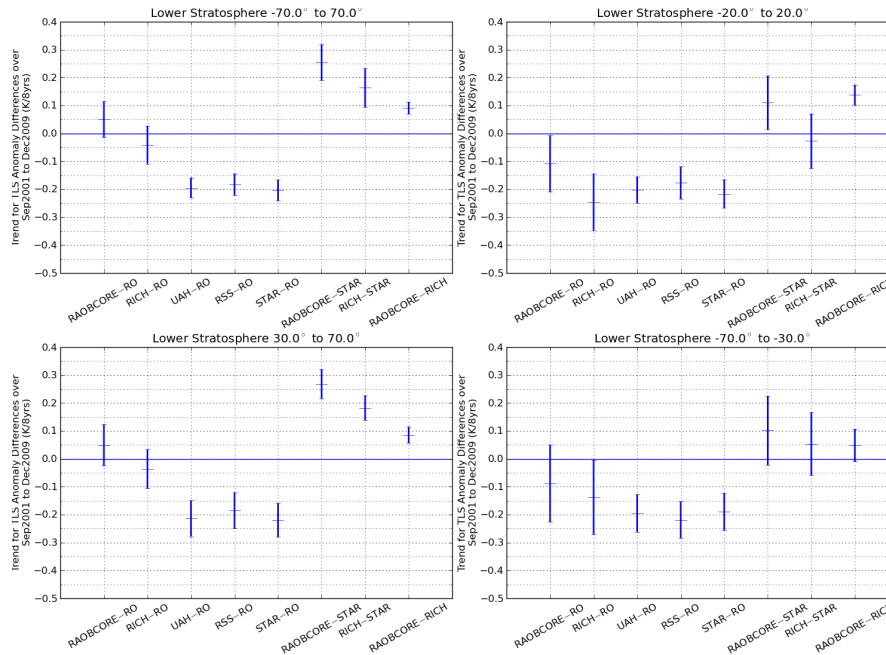 Lower Stratosphere -70.0° to 70.0°
Trend for TLS Anomaly Differences over
Sep2001 to Dec2009 (K/8yrs)
0.4
0.3
0.2
0.1
0.0
−0.1
−0.2
−0.3
−0.4
−0.5
RAOBCORE−RO
RICH−RO
UAH−RO
RSS−RO
STAR−RO
RAOBCORE−STAR
RICH−STAR
RAOBCORE−RICH
Lower Stratosphere -20.0° to 20.0°
Trend for TLS Anomaly Differences over
Sep2001 to Dec2009 (K/8yrs)
0.4
0.3
0.2
0.1
0.0
−0.1
−0.2
−0.3
−0.4
−0.5
RAOBCORE−RO
RICH−RO
UAH−RO
RSS−RO
STAR−RO
RAOBCORE−STAR
RICH−STAR
RAOBCORE−RICH
Lower Stratosphere 30.0° to 70.0°
Trend for TLS Anomaly Differences over
Sep2001 to Dec2009 (K/8yrs)
0.4
0.3
0.2
0.1
0.0
−0.1
−0.2
−0.3
−0.4
−0.5
RAOBCORE−RO
RICH−RO
UAH−RO
RSS−RO
STAR−RO
RAOBCORE−STAR
RICH−STAR
RAOBCORE−RICH
Lower Stratosphere -70.0° to -30.0°
Trend for TLS Anomaly Differences over
Sep2001 to Dec2009 (K/8yrs)
0.4
0.3
0.2
0.1
0.0
−0.1
−0.2
−0.3
−0.4
−0.5
RAOBCORE−RO
RICH−RO
UAH−RO
RSS−RO
STAR−RO
RAOBCORE−STAR
RICH−STAR
RAOBCORE−RICH